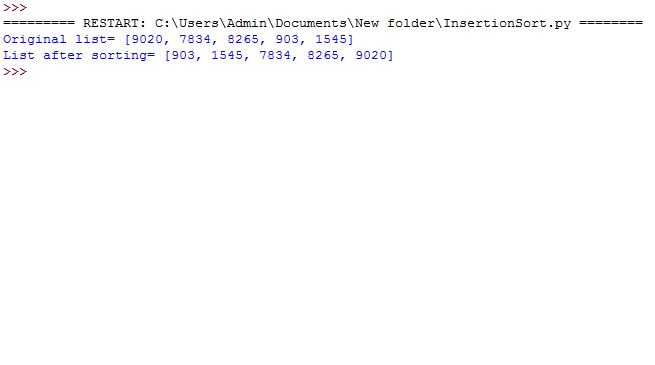 >>>
========= RESTART: C:\Users\Admin\Documents\New folder\InsertionSort.py ========
Original list= [9020, 7834, 8265, 903, 1545]
List after sorting= [903, 1545, 7834, 8265, 9020]
>>>